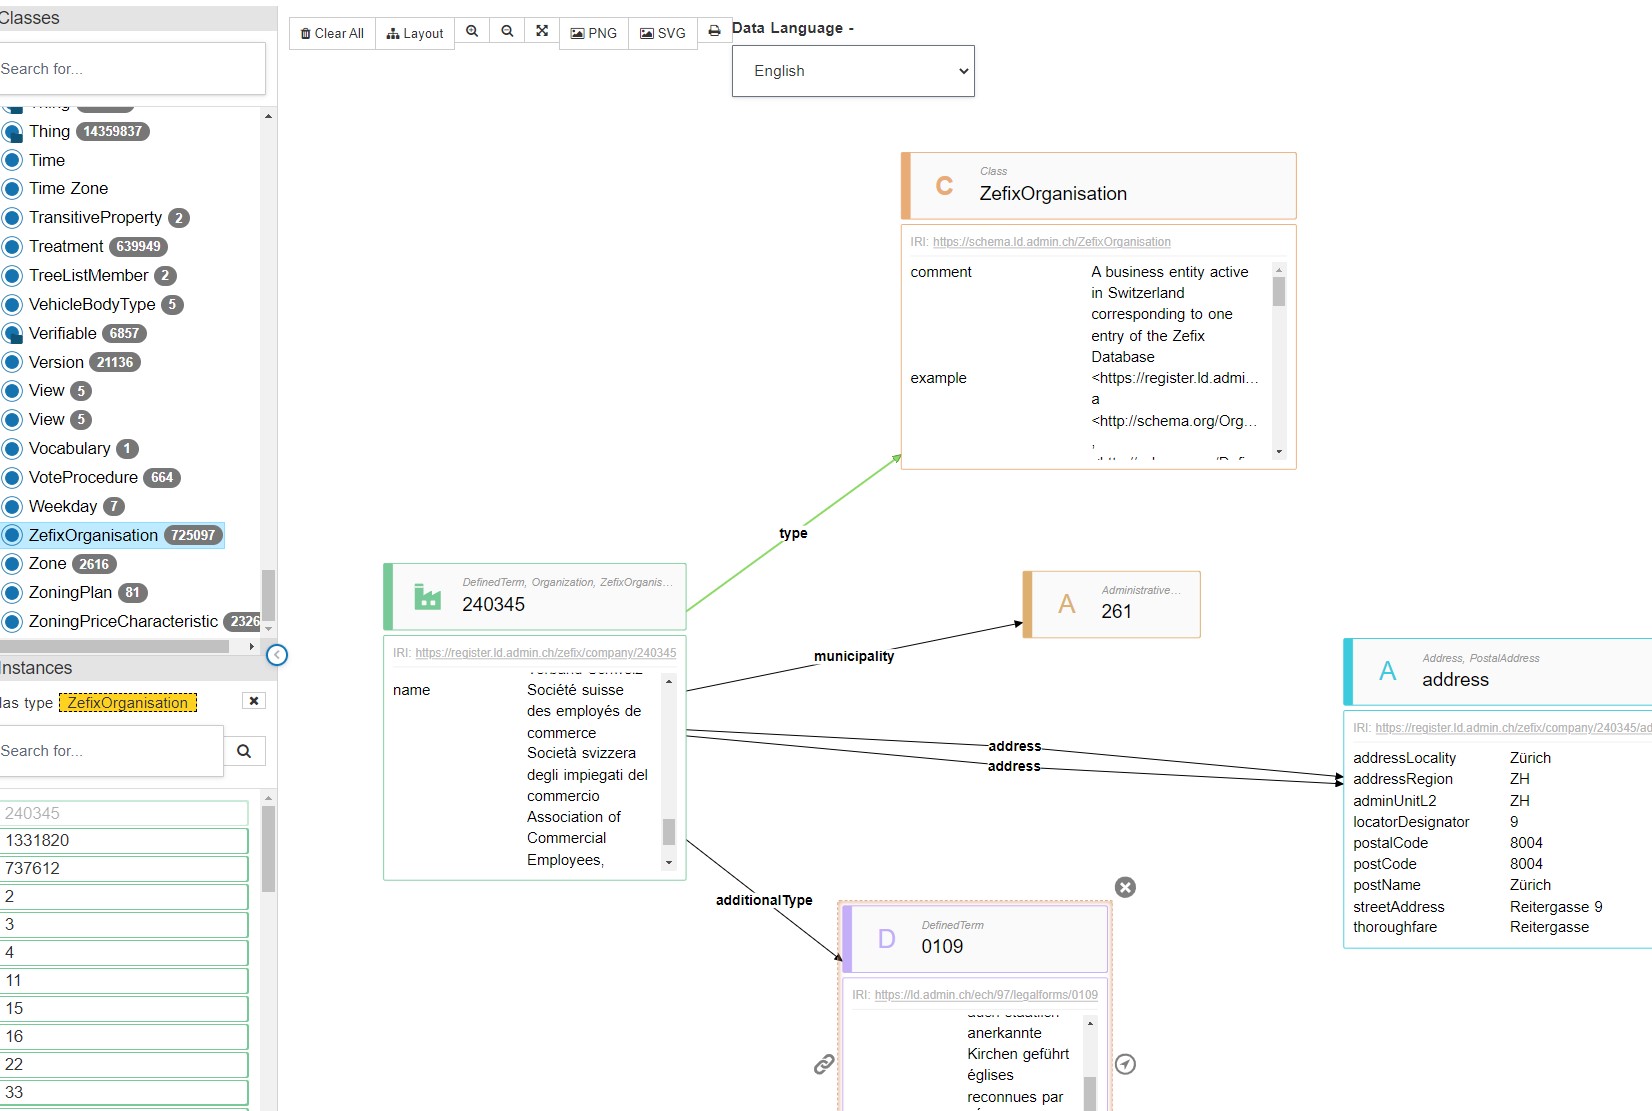 Classes
Search for...
Thing 14359837
Time
Time Zone
TransitiveProperty 2
Treatment 639949
TreeListMember 2
VehicleBodyType 5
Verifiable 6857
Version 21136
View 5
View 5
Vocabulary 1
VoteProcedure 664
Weekday 7
ZefixOrganisation 725097
Zone 2616
ZoningPlan 81
ZoningPriceCharacteristic 2326
Instances
has type ZefixOrganisation
Search for...
240345
1331820
737612
2
3
4
11
15
16
22
33
Clear All
Layout
PNG
SVG
Data Language -
English
C
Class
ZefixOrganisation
IRI: https://schema.ld.admin.ch/ZefixOrganisation
comment A business entity active
in Switzerland
corresponding to one
entry of the Zefix
Database
example <https://register.ld.admi...
a
<http://schema.org/Org...
,
type
DefinedTerm, Organization, ZefixOrganis...
240345
IRI: https://register.ld.admin.ch/zefix/company/240345
name Société suisse
des employés de
commerce
Società svizzera
degli impiegati del
commercio
Association of
Commercial
Employees,
municipality
A
Administrative...
261
address
address
A
Address, PostalAddress
address
IRI: https://register.ld.admin.ch/zefix/company/240345/ad
addressLocality Zürich
addressRegion ZH
adminUnitL2 ZH
locatorDesignator 9
postalCode 8004
postCode 8004
postName Zürich
streetAddress Reitergasse 9
thoroughfare Reitergasse
additionalType
D
DefinedTerm
0109
IRI: https://ld.admin.ch/ech/97/legalforms/0109
anerkannte
Kirchen geführt
églises
reconnues par